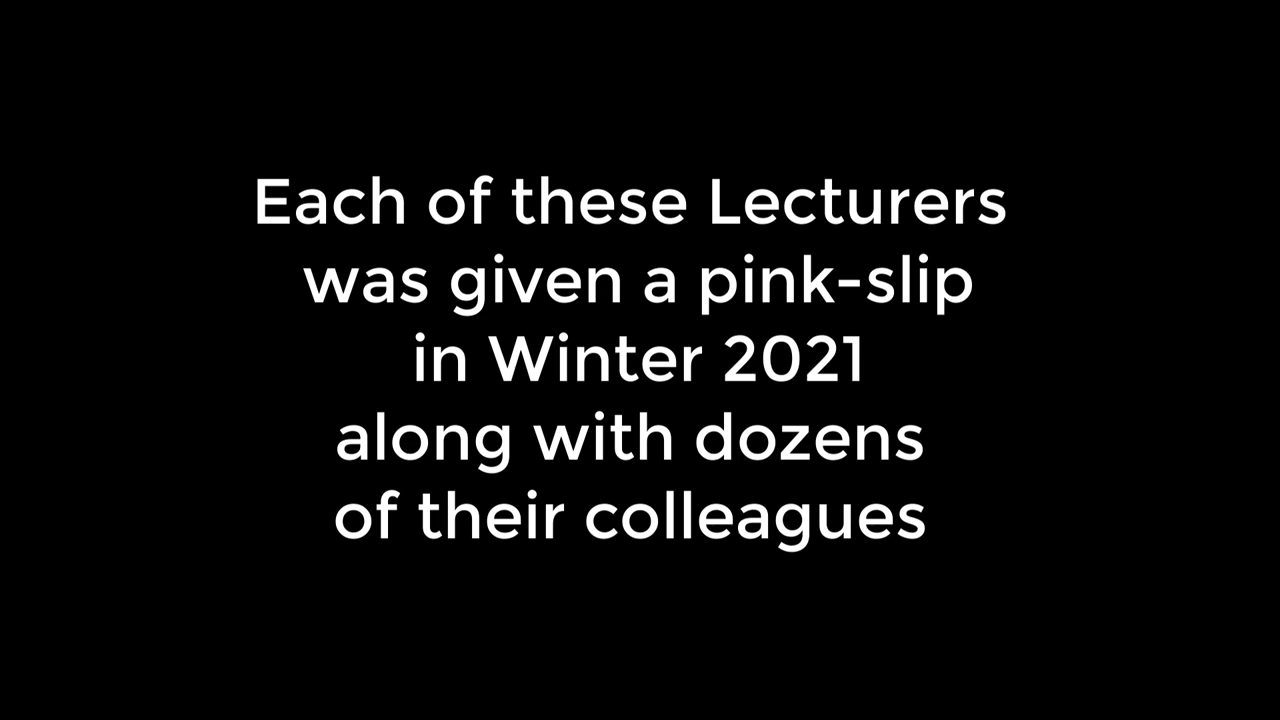 Each of these Lecturers
was given a pink-slip
in Winter 2021
along with dozens
of their colleagues